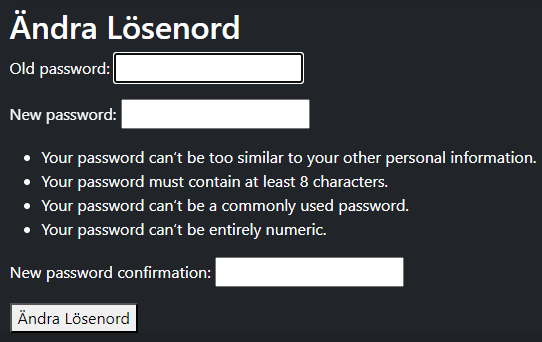 Ändra Lösenord
Old password:
New password:
Your password can’t be too similar to your other personal information.
Your password must contain at least 8 characters.
Your password can’t be a commonly used password.
Your password can’t be entirely numeric.
New password confirmation:
Ändra Lösenord